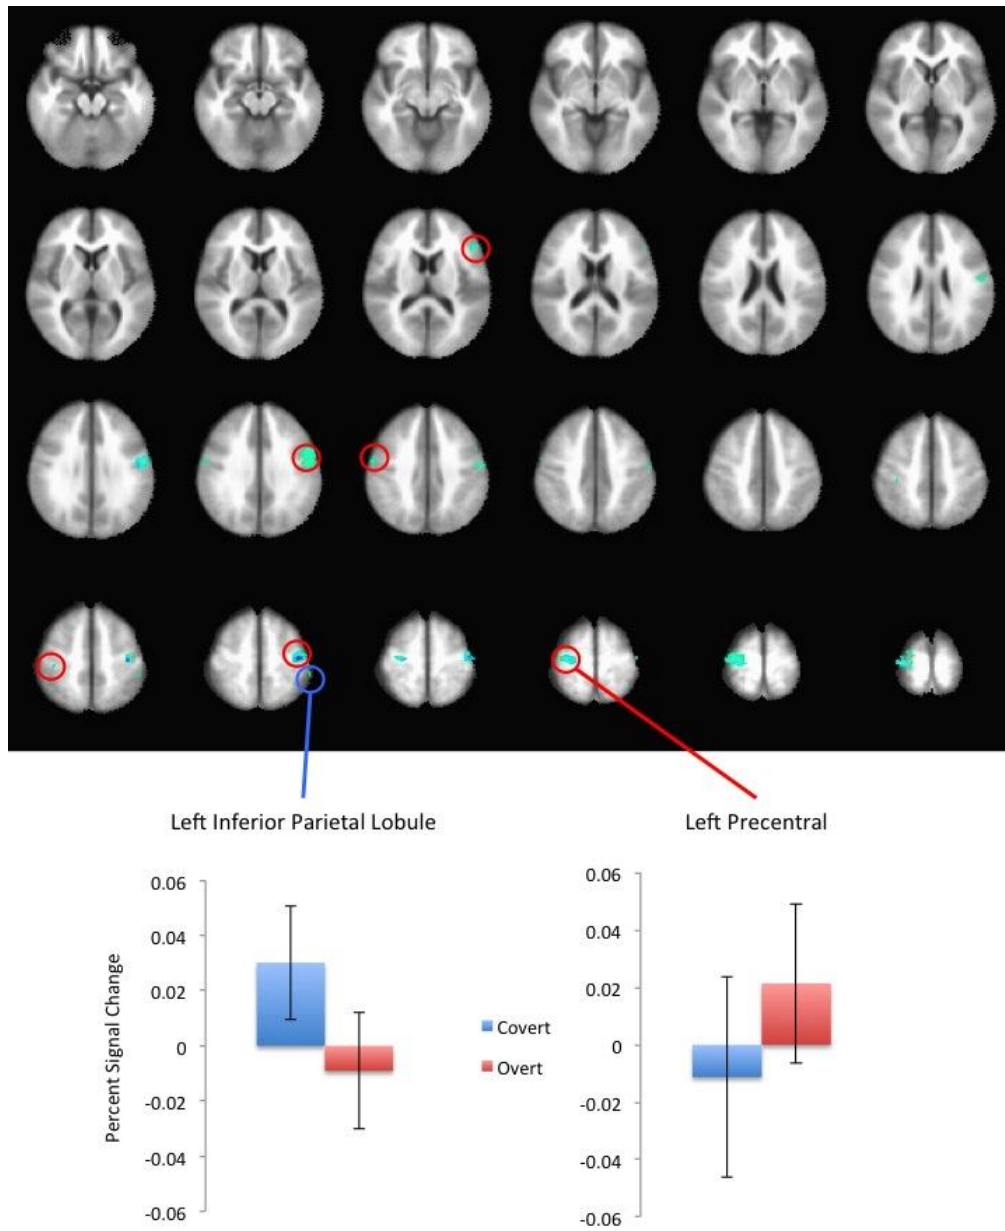 Left Inferior Parietal Lobule
Left Precentral
Percent Signal Change
0.06
0.04
0.02
0
-0.02
-0.04
-0.06
Covert
Overt
0.06
0.04
0.02
0
-0.02
-0.04
-0.06